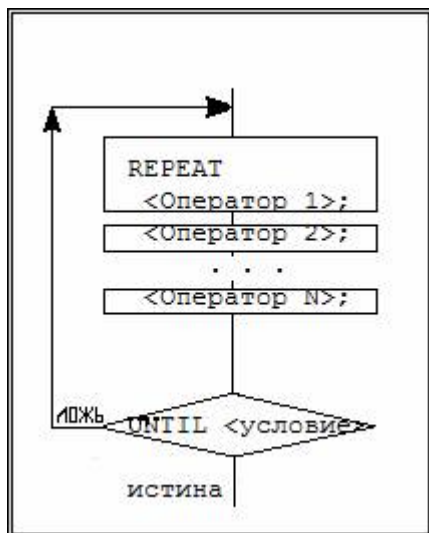 REPEAT
<Оператор 1>;
<Оператор 2>;
. . .
<Оператор N>;
ЛОЖЬ
UNTIL <условие>
истина